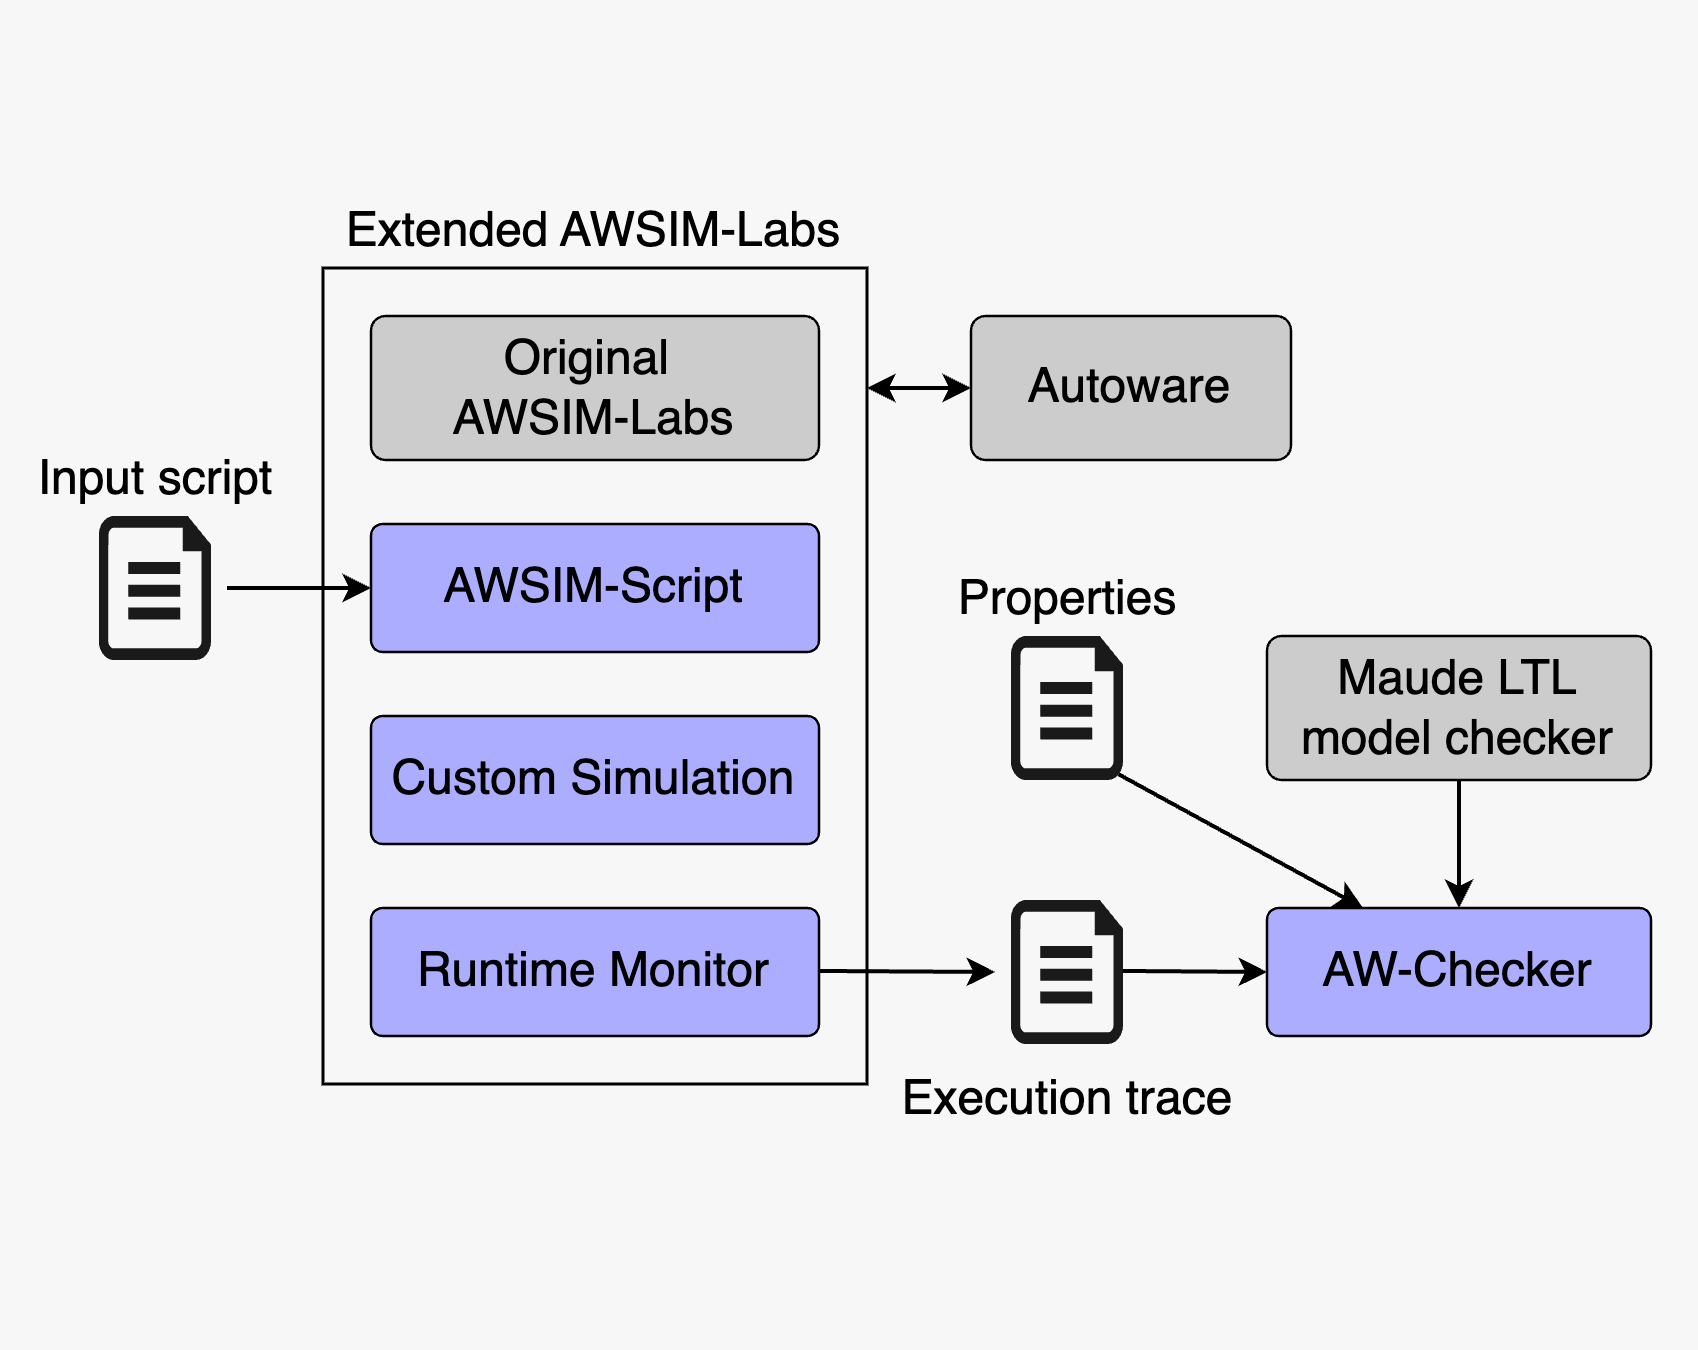 Extended AWSIM-Labs
Original
AWSIM-Labs
Autoware
Input script
AWSIM-Script
Properties
Maude LTL
model checker
Custom Simulation
Runtime Monitor
AW-Checker
Execution trace